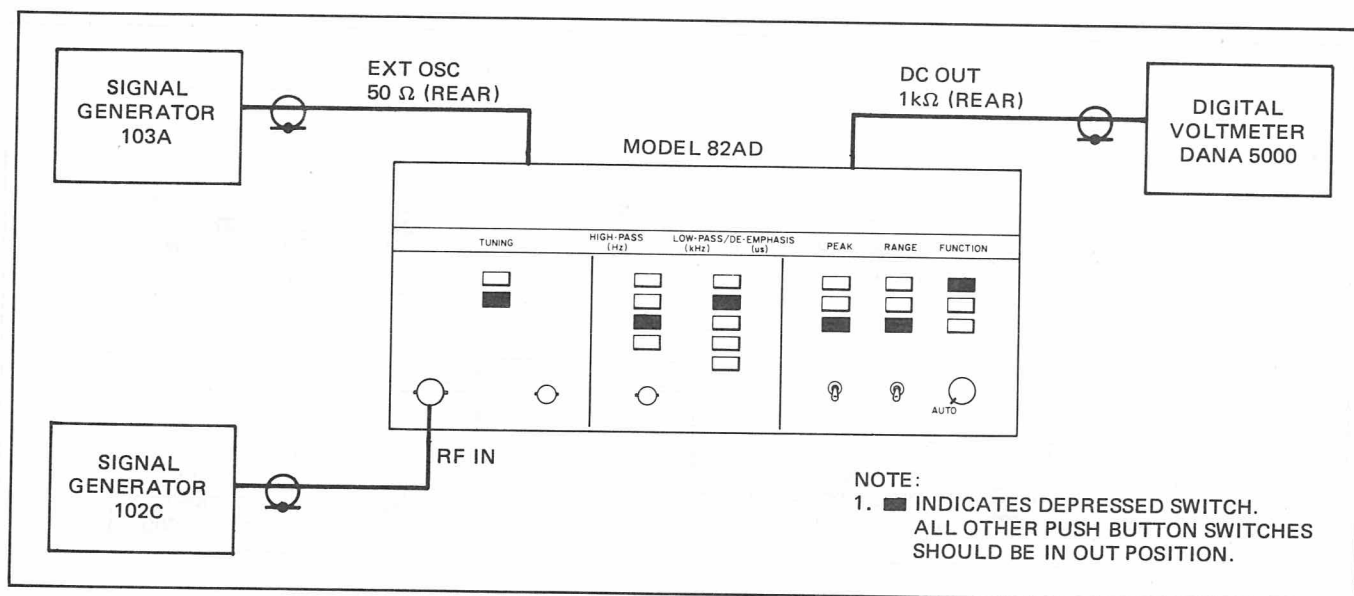 SIGNAL
GENERATOR
103A
EXT OSC
50 Ω (REAR)
DC OUT
1kΩ (REAR)
DIGITAL
VOLTMETER
DANA 5000
MODEL 82AD
TUNING
HIGH-PASS
(Hz)
LOW-PASS/DE-EMPHASIS
(kHz) (us)
PEAK
RANGE
FUNCTION
AUTO
RF IN
SIGNAL
GENERATOR
102C
NOTE:
1. ■ INDICATES DEPRESSED SWITCH.
ALL OTHER PUSH BUTTON SWITCHES
SHOULD BE IN OUT POSITION.